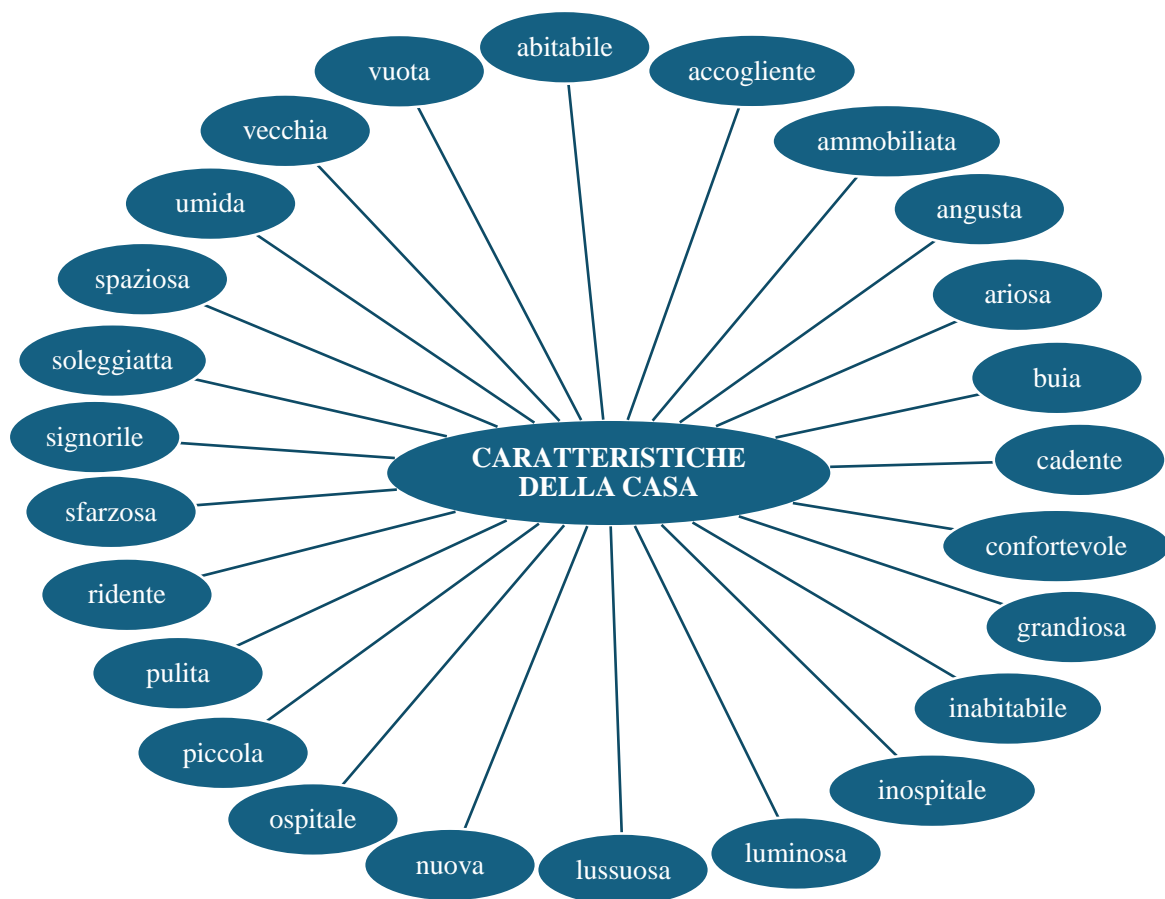 abitabile
accogliente
ammobiliata
angusta
ariosa
buia
cadente
confortevole
grandiosa
inabitabile
inospitale
luminosa
lussuosa
nuova
ospitale
piccola
pulita
ridente
sfarzosa
signorile
soleggiatta
spaziosa
umida
vecchia
vuota
CARATTERISTICHE
DELLA CASA